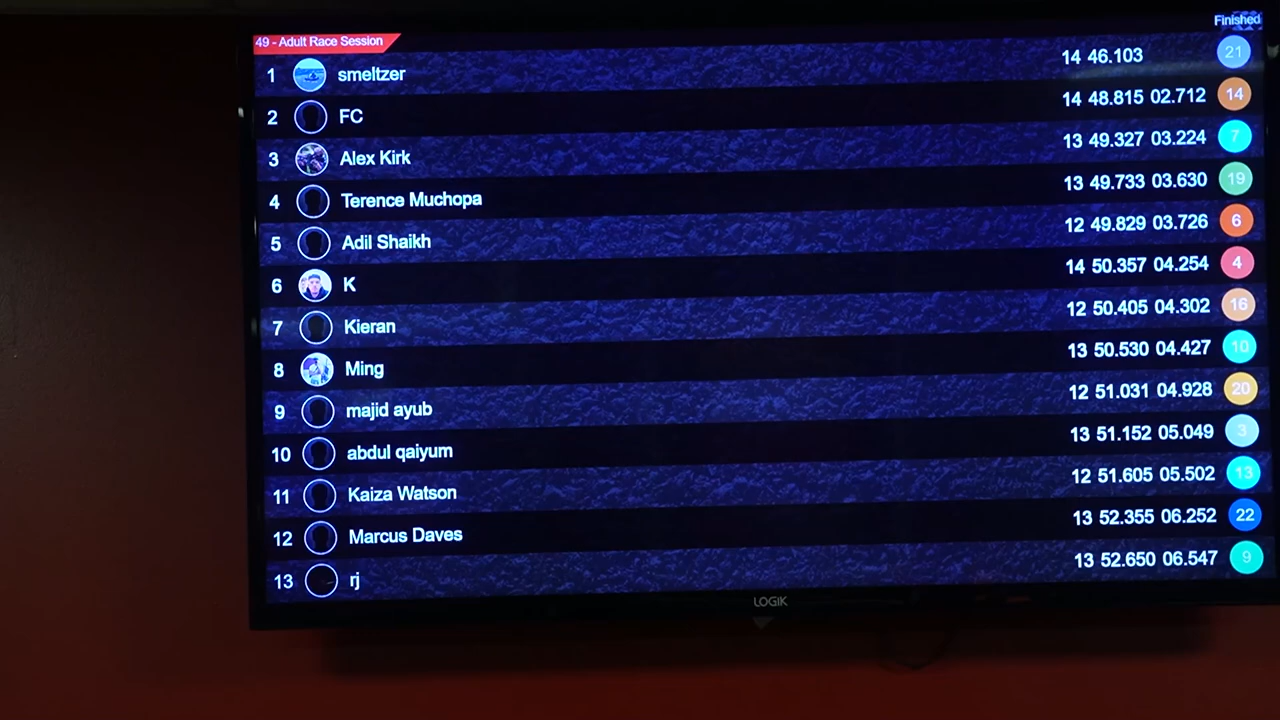 Finished
49 - Adult Race Session
1 smeltzer 14 46.103 21
2 FC 14 48.815 02.712 14
3 Alex Kirk 13 49.327 03.224 7
4 Terence Muchopa 13 49.733 03.630 19
5 Adil Shaikh 12 49.829 03.726 6
6 K 14 50.357 04.254 4
7 Kieran 12 50.405 04.302 16
8 Ming 13 50.530 04.427 10
9 majid ayub 12 51.031 04.928 20
10 abdul qaiyum 13 51.152 05.049 3
11 Kaiza Watson 12 51.605 05.502 13
12 Marcus Daves 13 52.355 06.252 22
13 rj 13 52.650 06.547 9
LOGIK